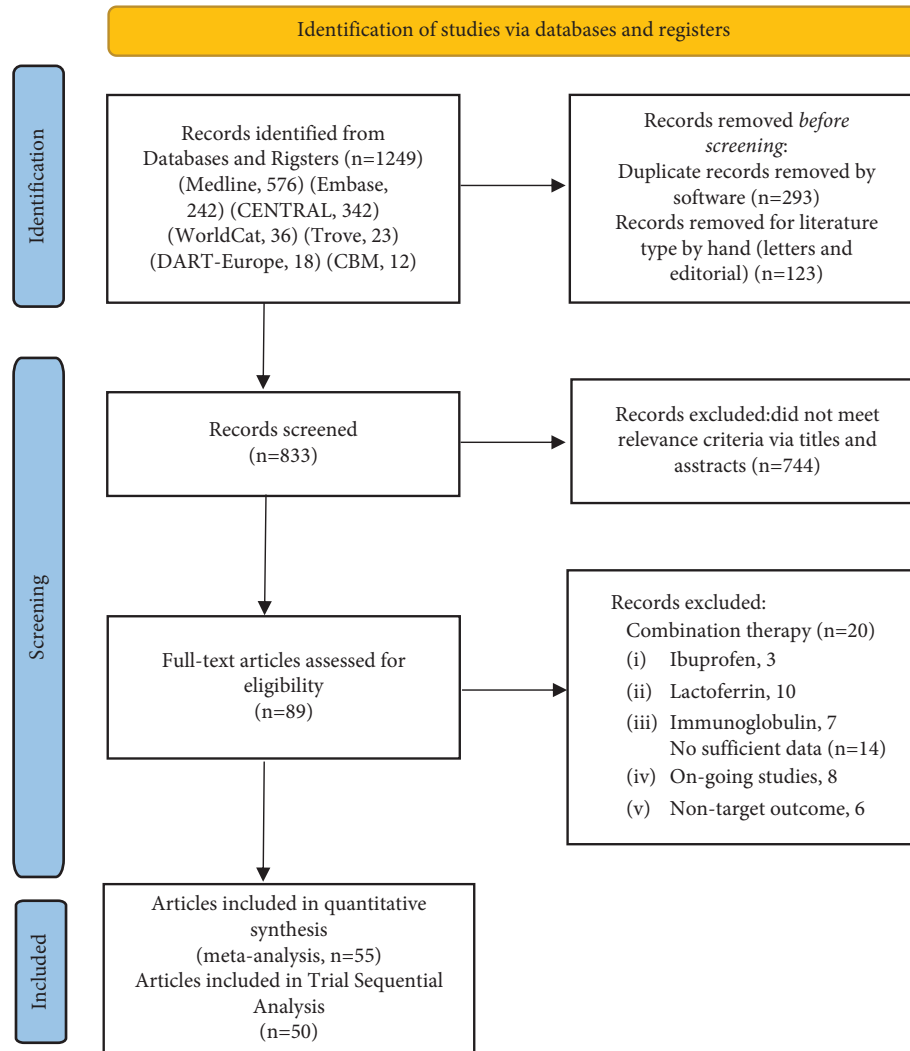 Identification of studies via databases and registers
Identification
Records identified from
Databases and Rigsters (n=1249)
(Medline, 576) (Embase,
242) (CENTRAL, 342)
(WorldCat, 36) (Trove, 23)
(DART-Europe, 18) (CBM, 12)
Records removed before
screening:
Duplicate records removed by
software (n=293)
Records removed for literature
type by hand (letters and
editorial) (n=123)
Screening
Records screened
(n=833)
Records excluded:did not meet
relevance criteria via titles and
asstracts (n=744)
Full-text articles assessed for
eligibility
(n=89)
Records excluded:
Combination therapy (n=20)
(i) Ibuprofen, 3
(ii) Lactoferrin, 10
(iii) Immunoglobulin, 7
No sufficient data (n=14)
(iv) On-going studies, 8
(v) Non-target outcome, 6
Included
Articles included in quantitative
synthesis
(meta-analysis, n=55)
Articles included in Trial Sequential
Analysis
(n=50)